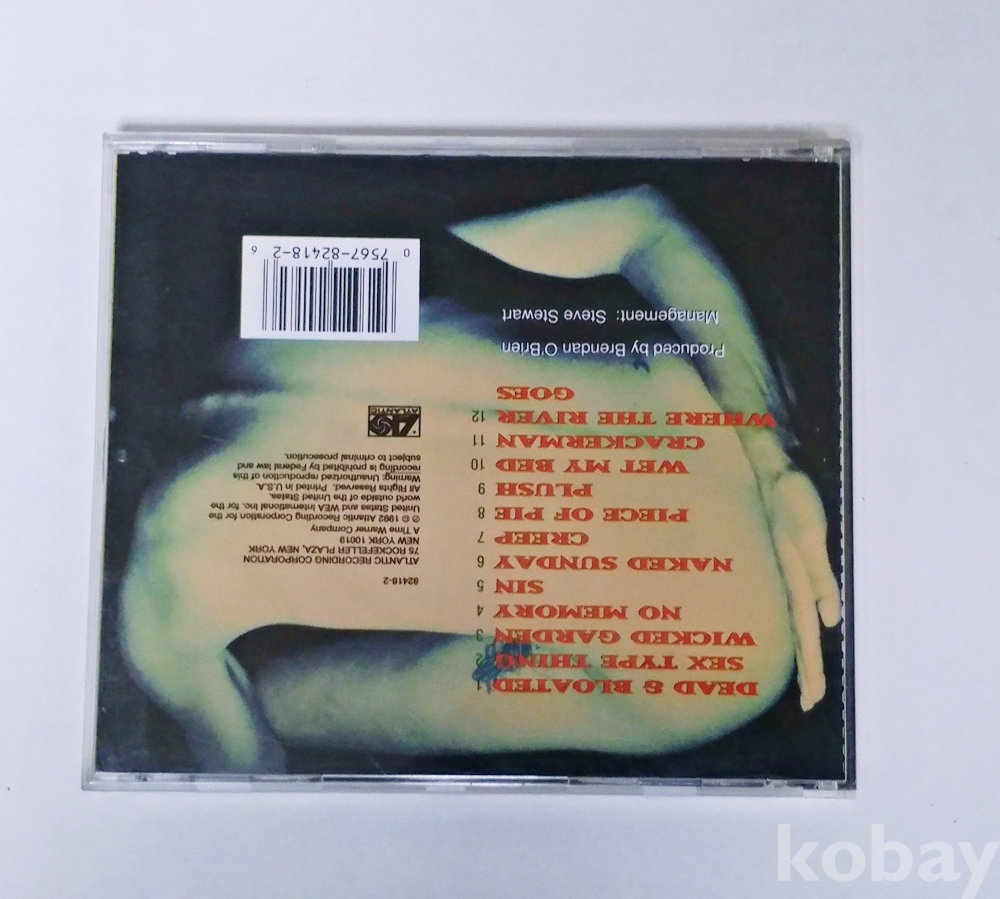 DEAD & BLOATED 1
SEX TYPE THING 2
WICKED GARDEN 3
NO MEMORY 4
SIN 5
NAKED SUNDAY 6
CREEP 7
PIECE OF PIE 8
PLUSH 9
WET MY BED 10
CRACKERMAN 11
WHERE THE RIVER 12
GOES
Produced by Brendan O'Brien
Management: Steve Stewart
82418-2
ATLANTIC RECORDING CORPORATION
75 ROCKEFELLER PLAZA, NEW YORK
NEW YORK 10019
A Time Warner Company
℗ © 1992 Atlantic Recording Corporation for the
United States and WEA International Inc. for the
world outside of the United States.
All Rights Reserved. Printed in U.S.A.
Warning: Unauthorized reproduction of this
recording is prohibited by Federal law and
subject to criminal prosecution.
ATLANTIC
0 7567-82418-2 6
kobay